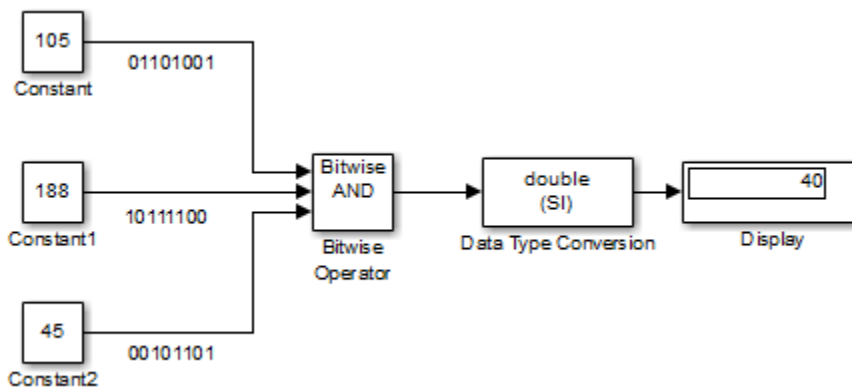 105
01101001
Constant
188
10111100
Constant1
45
00101101
Constant2
Bitwise
AND
Bitwise
Operator
double
(SI)
Data Type Conversion
40
Display